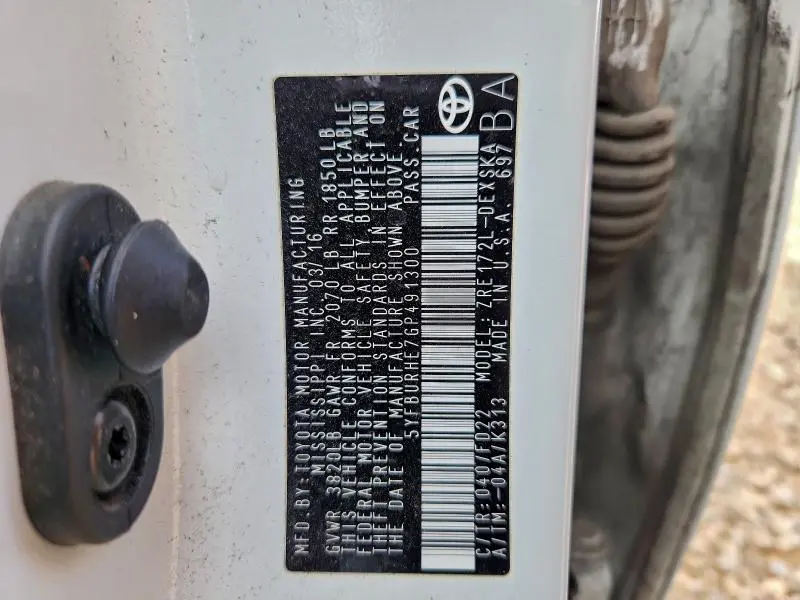 MFD.BY:TOYOTA MOTOR MANUFACTURING
MISSISSIPPI INC. 03/16
GVWR 3820LB GAWR FR 2070 LB RR 1850 LB
THIS VEHICLE CONFORMS TO ALL APPLICABLE
FEDERAL MOTOR VEHICLE SAFETY BUMPER AND
THEFT PREVENTION STANDARDS IN EFFECT ON
THE DATE OF MANUFACTURE SHOWN ABOVE.
5YFBURHE7GP491300 PASS.CAR
C/TR:040/FD22 MODEL: ZRE172L-DEXSKA
A/TM:-04A/K313 MADE IN U.S.A. 697
BA